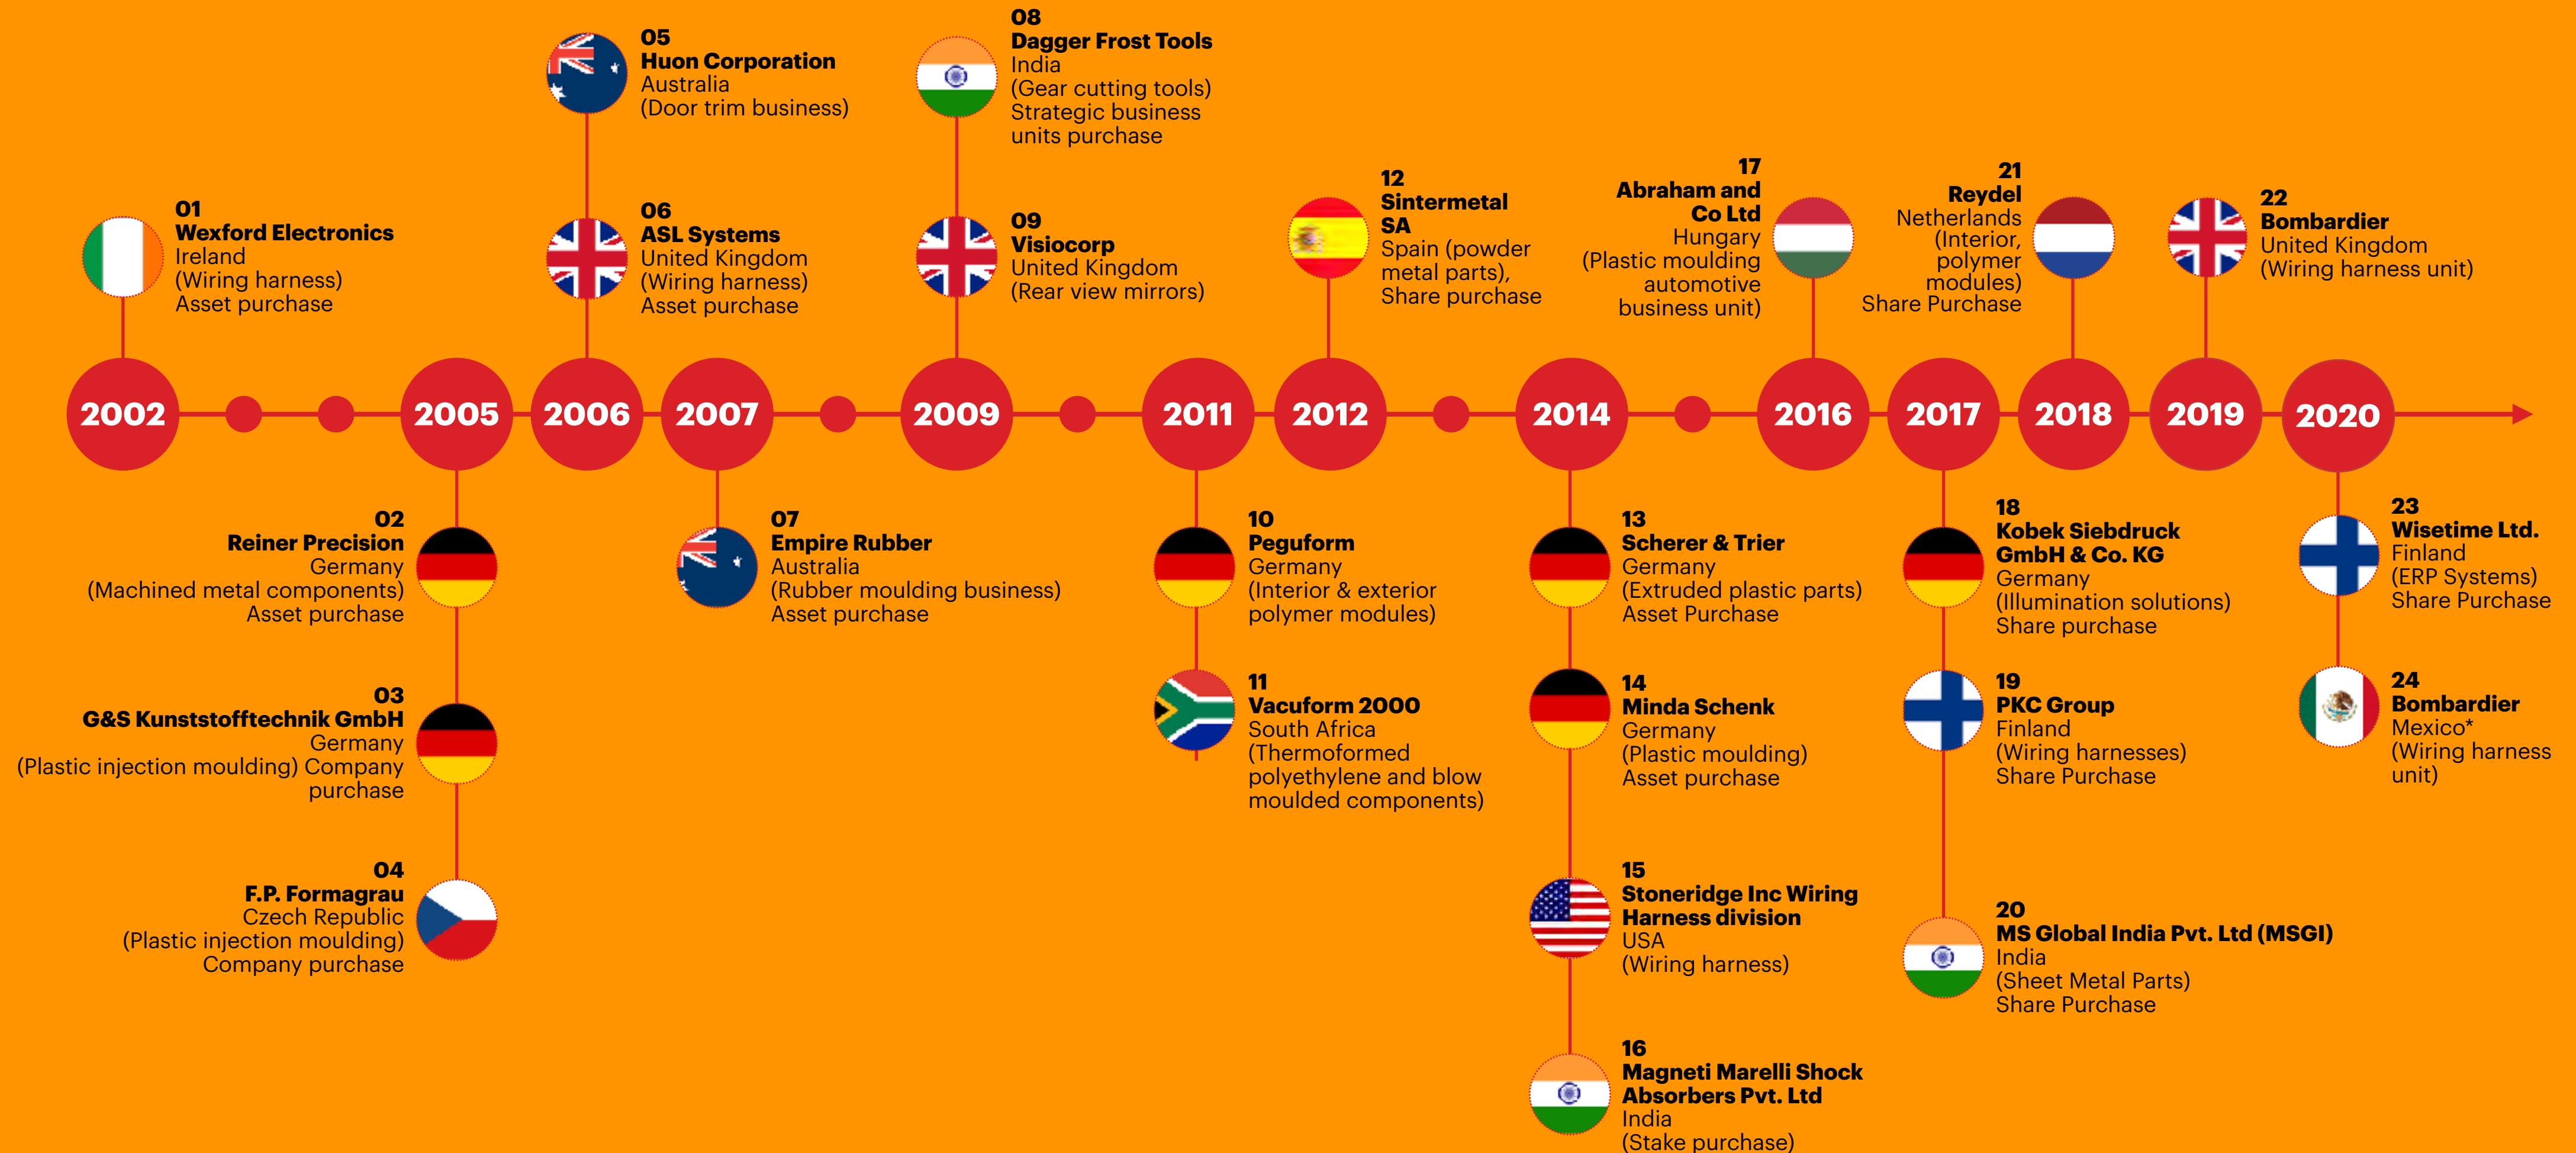 01
Wexford Electronics
Ireland
(Wiring harness)
Asset purchase
05
Huon Corporation
Australia
(Door trim business)
06
ASL Systems
United Kingdom
(Wiring harness)
Asset purchase
08
Dagger Frost Tools
India
(Gear cutting tools)
Strategic business
units purchase
09
Visiocorp
United Kingdom
(Rear view mirrors)
12
Sintermetal
SA
Spain (powder
metal parts),
Share purchase
17
Abraham and
Co Ltd
Hungary
(Plastic moulding
automotive
business unit)
21
Reydel
Netherlands
(Interior,
polymer
modules)
Share Purchase
22
Bombardier
United Kingdom
(Wiring harness unit)
2002
2005
2006
2007
2009
2011
2012
2014
2016
2017
2018
2019
2020
02
Reiner Precision
Germany
(Machined metal components)
Asset purchase
03
G&S Kunststofftechnik GmbH
Germany
(Plastic injection moulding) Company
purchase
04
F.P. Formagrau
Czech Republic
(Plastic injection moulding)
Company purchase
07
Empire Rubber
Australia
(Rubber moulding business)
Asset purchase
10
Peguform
Germany
(Interior & exterior
polymer modules)
11
Vacuform 2000
South Africa
(Thermoformed
polyethylene and blow
moulded components)
13
Scherer & Trier
Germany
(Extruded plastic parts)
Asset Purchase
14
Minda Schenk
Germany
(Plastic moulding)
Asset purchase
15
Stoneridge Inc Wiring
Harness division
USA
(Wiring harness)
16
Magneti Marelli Shock
Absorbers Pvt. Ltd
India
(Stake purchase)
18
Kobek Siebdruck
GmbH & Co. KG
Germany
(Illumination solutions)
Share purchase
19
PKC Group
Finland
(Wiring harnesses)
Share Purchase
20
MS Global India Pvt. Ltd (MSGI)
India
(Sheet Metal Parts)
Share Purchase
23
Wisetime Ltd.
Finland
(ERP Systems)
Share Purchase
24
Bombardier
Mexico*
(Wiring harness
unit)